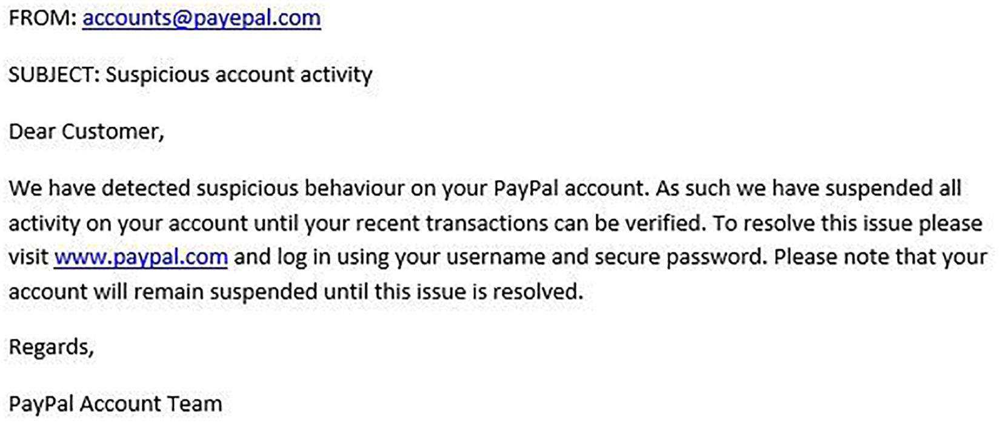 FROM: accounts@payepal.com
SUBJECT: Suspicious account activity
Dear Customer,
We have detected suspicious behaviour on your PayPal account. As such we have suspended all
activity on your account until your recent transactions can be verified. To resolve this issue please
visit www.paypal.com and log in using your username and secure password. Please note that your
account will remain suspended until this issue is resolved.
Regards,
PayPal Account Team